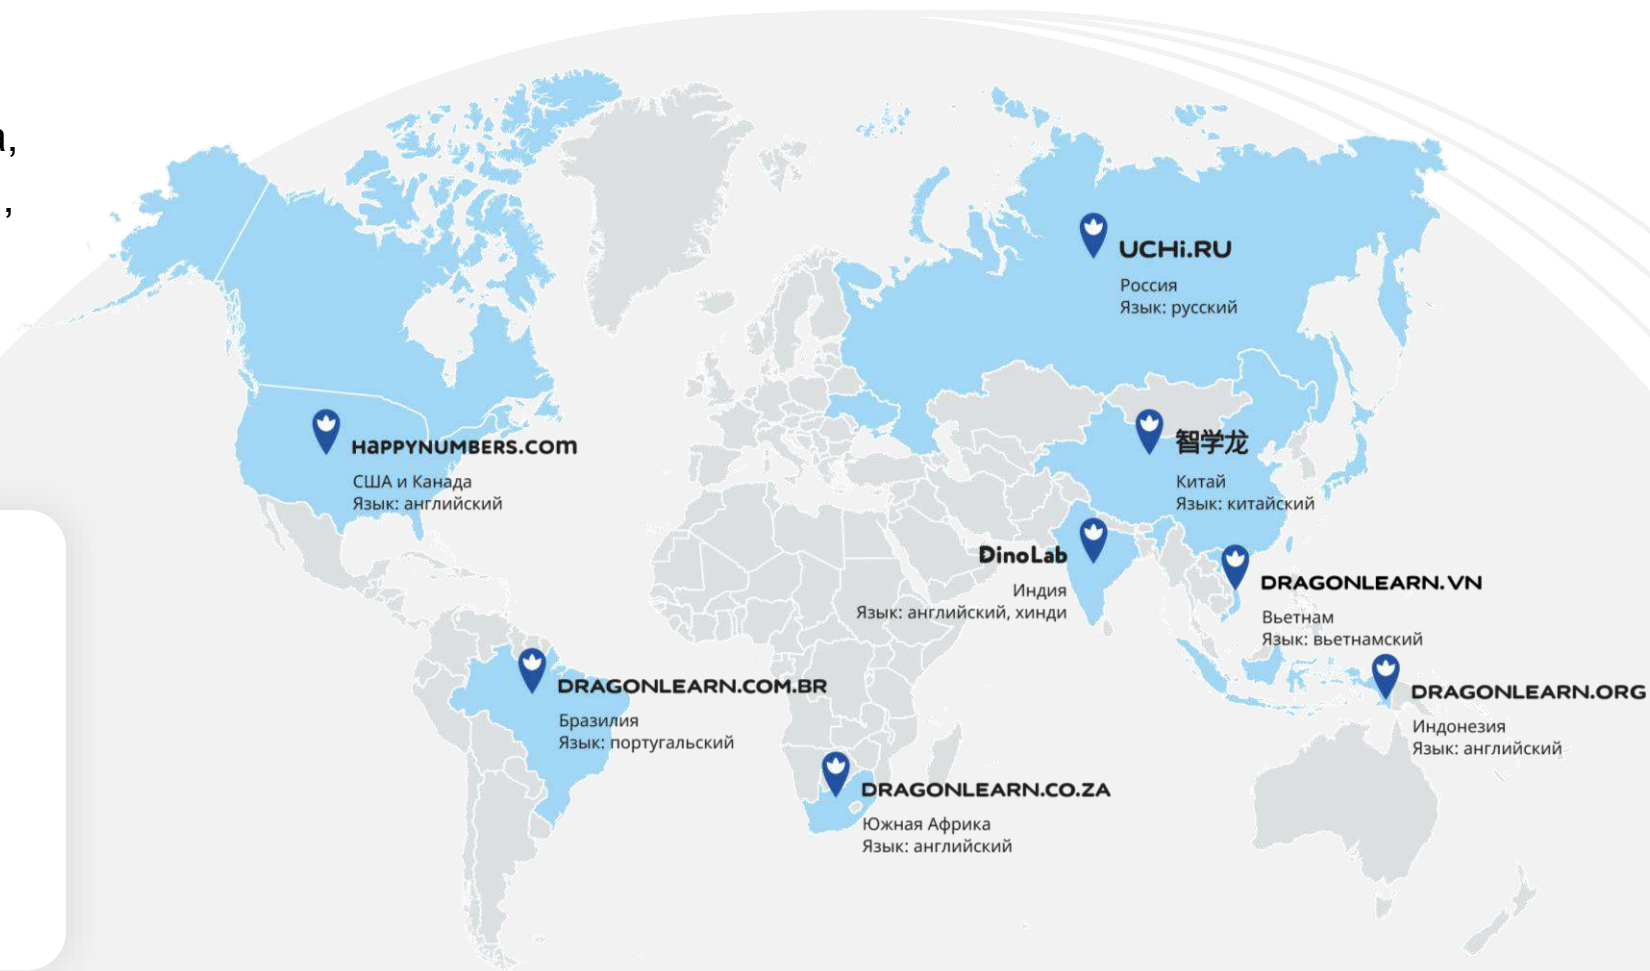 а,
,
UCHi.RU
Россия
Язык: русский
HAPPYNUMBERS.COM
США и Канада
Язык: английский
智学龙
Китай
Язык: китайский
DinoLab
Индия
Язык: английский, хинди
DRAGONLEARN.VN
Вьетнам
Язык: вьетнамский
DRAGONLEARN.COM.BR
Бразилия
Язык: португальский
DRAGONLEARN.ORG
Индонезия
Язык: английский
DRAGONLEARN.CO.ZA
Южная Африка
Язык: английский